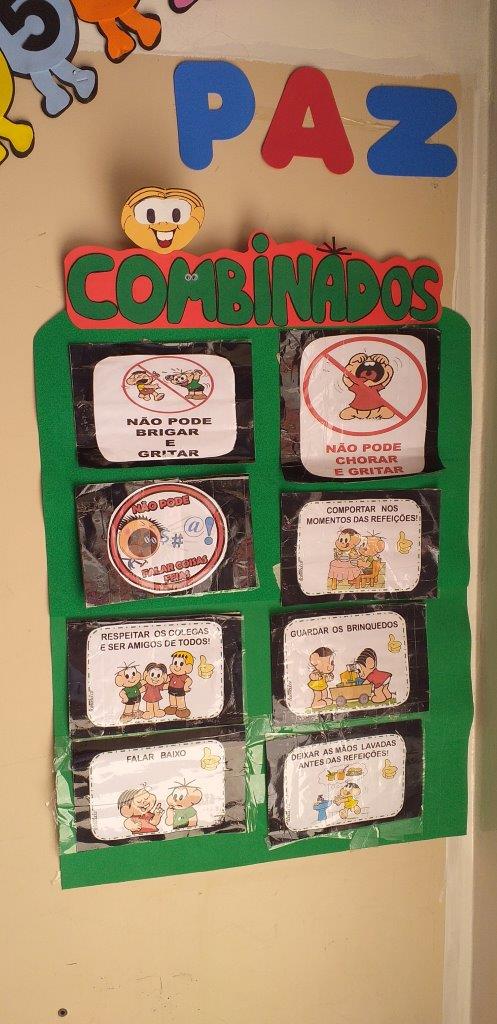 5
PAZ
COMBINADOS
NÃO PODE
BRIGAR
E
GRITAR
NÃO PODE
CHORAR
E GRITAR
NÃO PODE
$#@!
FALAR COISAS
FEIAS
COMPORTAR NOS
MOMENTOS DAS REFEIÇÕES!
RESPEITAR OS COLEGAS
E SER AMIGOS DE TODOS!
GUARDAR OS BRINQUEDOS
FALAR BAIXO
DEIXAR AS MÃOS LAVADAS
ANTES DAS REFEIÇÕES!